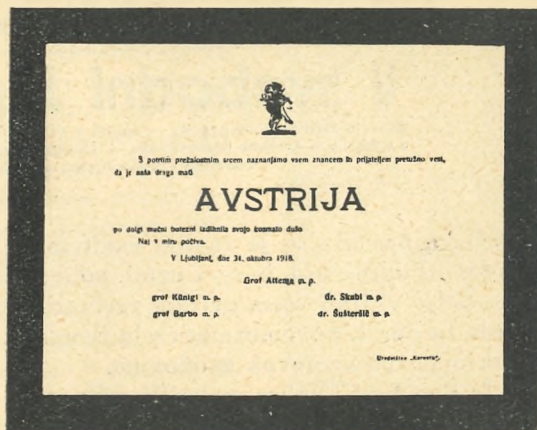 S potrtim prežalostnim srcem naznanjamo vsem znancem in prijateljem pretužno vest,
da je naša draga mati
AVSTRIJA
po dolgi mučni bolezni izdihnila svojo kosmato dušo
Naj v miru počiva.
V Ljubljani, dne 31. oktobra 1918.
Grof Attems m. p.
grof Künigl m. p. dr. Skubl m. p.
grof Barbo m. p. dr. Šušteršič m. p.
Uredništvo „Kurenta“.